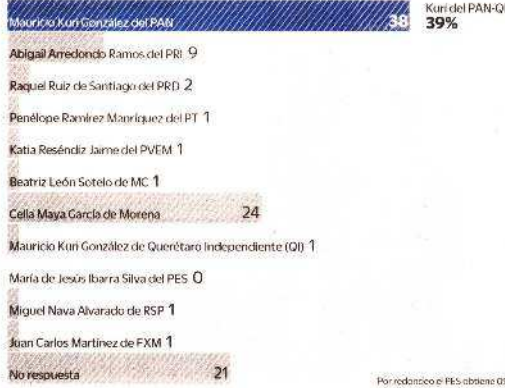 Mauricio Kuri González del PAN 38
Kuri del PAN-QI
39%
Abigail Arredondo Ramos del PRI 9
Raquel Ruiz de Santiago del PRD 2
Penélope Ramírez Manríquez del PT 1
Katia Reséndiz Jaime del PVEM 1
Beatriz León Sotelo de MC 1
Celia Maya García de Morena 24
Mauricio Kuri González de Querétaro Independiente (QI) 1
María de Jesús Ibarra Silva del PES 0
Miguel Nava Alvarado de RSP 1
Juan Carlos Martínez de FXM 1
No respuesta 21
Por redondeo el PES obtiene 0